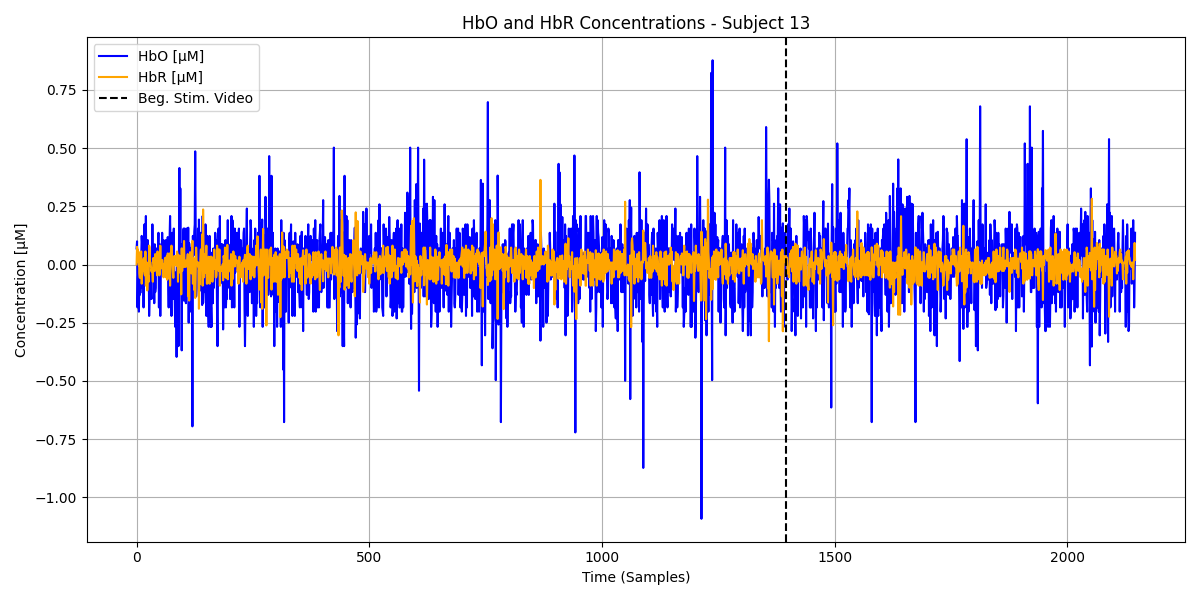 HbO and HbR Concentrations - Subject 13
HbO [μM]
HbR [μM]
Beg. Stim. Video
Concentration [μM]
0.75
0.50
0.25
0.00
−0.25
−0.50
−0.75
−1.00
0
500
1000
1500
2000
Time (Samples)